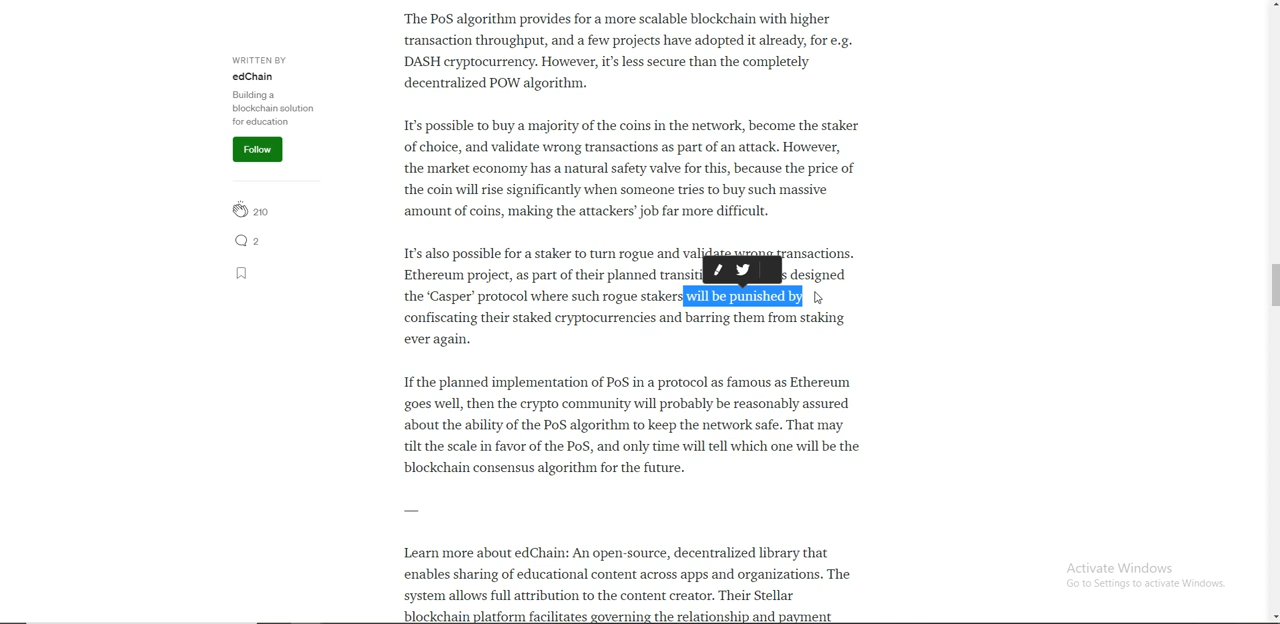 The PoS algorithm provides for a more scalable blockchain with higher
transaction throughput, and a few projects have adopted it already, for e.g.
DASH cryptocurrency. However, it’s less secure than the completely
decentralized POW algorithm.
WRITTEN BY
edChain
Building a
blockchain solution
for education
Follow
210
2
It’s possible to buy a majority of the coins in the network, become the staker
of choice, and validate wrong transactions as part of an attack. However,
the market economy has a natural safety valve for this, because the price of
the coin will rise significantly when someone tries to buy such massive
amount of coins, making the attackers’ job far more difficult.
It’s also possible for a staker to turn rogue and validate wrong transactions.
Ethereum project, as part of their planned designed
the ‘Casper’ protocol where such rogue stakers will be punished by
confiscating their staked cryptocurrencies and barring them from staking
ever again.
If the planned implementation of PoS in a protocol as famous as Ethereum
goes well, then the crypto community will probably be reasonably assured
about the ability of the PoS algorithm to keep the network safe. That may
tilt the scale in favor of the PoS, and only time will tell which one will be the
blockchain consensus algorithm for the future.
—
Learn more about edChain: An open-source, decentralized library that
enables sharing of educational content across apps and organizations. The
system allows full attribution to the content creator. Their Stellar
blockchain platform facilitates governing the relationship and payment
Activate Windows
Go to Settings to activate Windows.